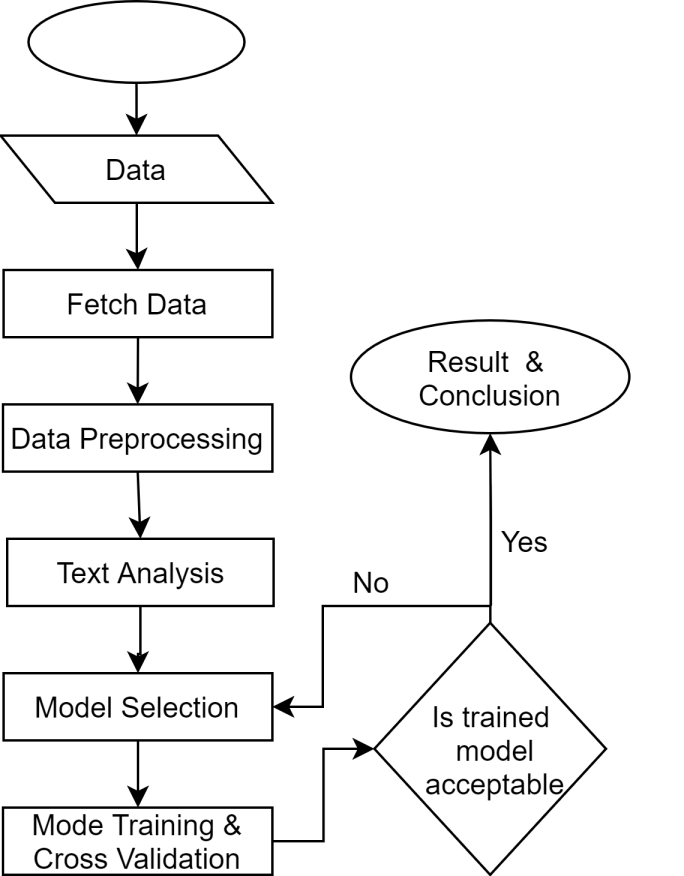 Data
Fetch Data
Data Preprocessing
Text Analysis
Model Selection
Mode Training &
Cross Validation
Is trained
model
acceptable
No
Yes
Result &
Conclusion